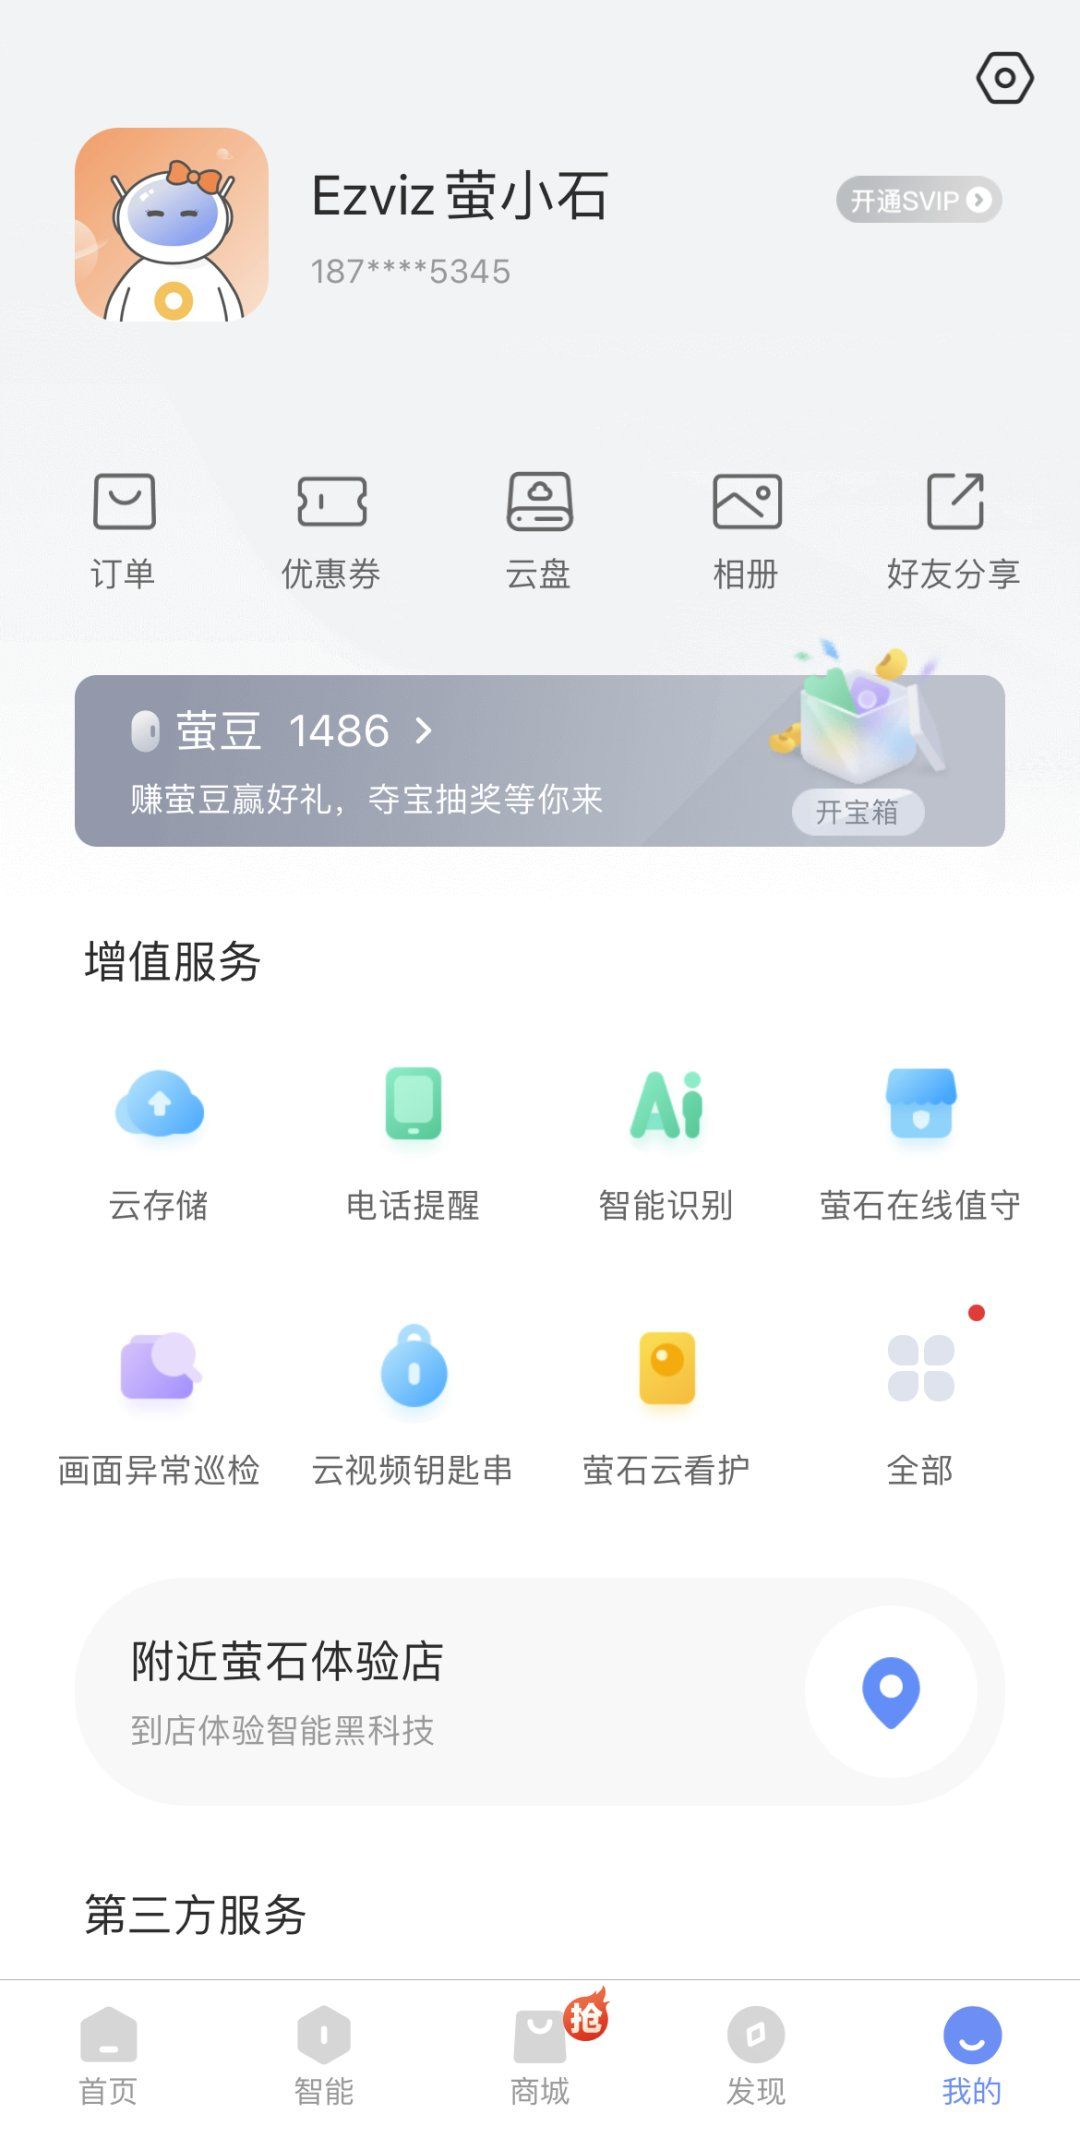 Ezviz萤小石
开通SVIP
187****5345
订单
优惠券
云盘
相册
好友分享
萤豆 1486
赚萤豆赢好礼，夺宝抽奖等你来
开宝箱
增值服务
云存储
电话提醒
智能识别
萤石在线值守
画面异常巡检
云视频钥匙串
萤石云看护
全部
附近萤石体验店
到店体验智能黑科技
第三方服务
抢
首页
智能
商城
发现
我的